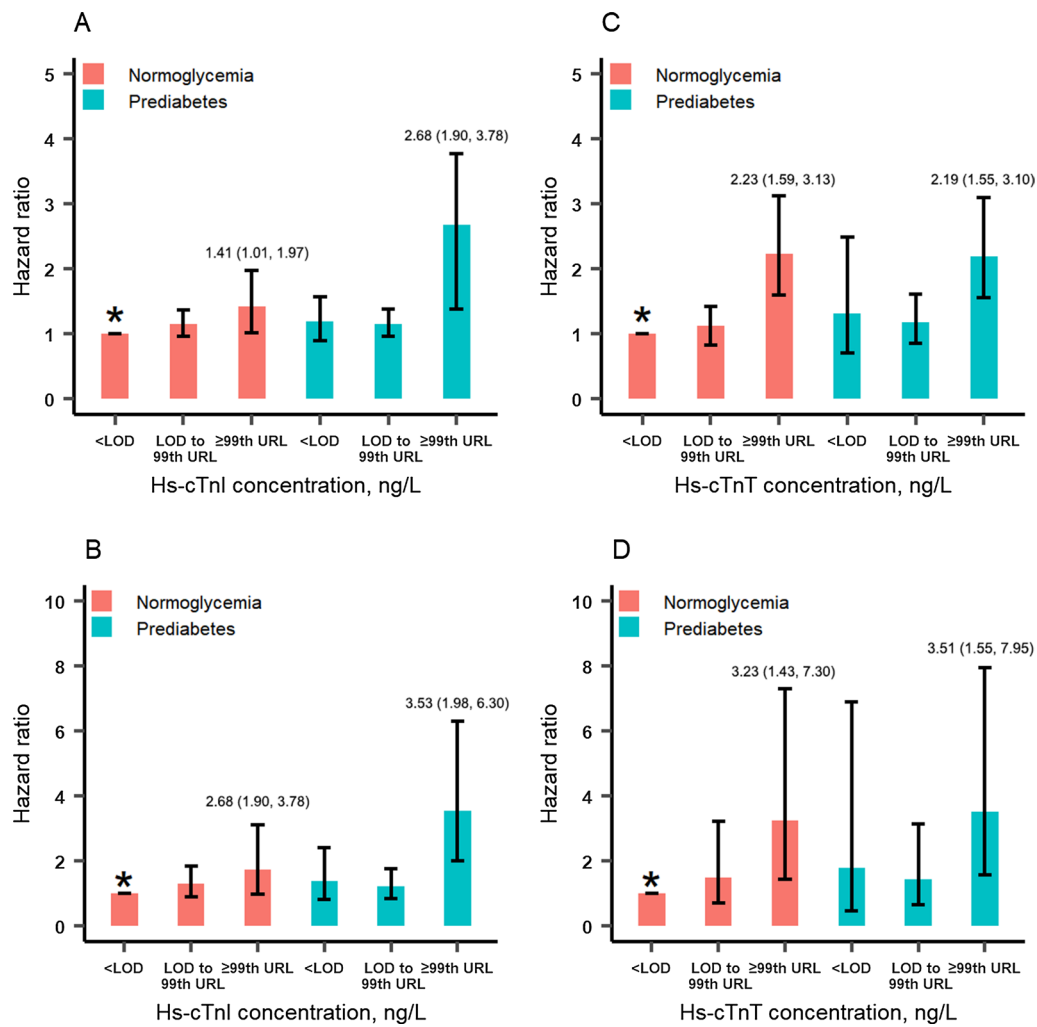 A
Normoglycemia
Prediabetes
5
4
3
2
1
0
Hazard ratio
*
1.41 (1.01, 1.97)
2.68 (1.90, 3.78)
<LOD
LOD to
99th URL
≥99th URL
<LOD
LOD to
99th URL
≥99th URL
Hs-cTnI concentration, ng/L
C
Normoglycemia
Prediabetes
5
4
3
2
1
0
Hazard ratio
*
2.23 (1.59, 3.13)
2.19 (1.55, 3.10)
<LOD
LOD to
99th URL
≥99th URL
<LOD
LOD to
99th URL
≥99th URL
Hs-cTnT concentration, ng/L
B
Normoglycemia
Prediabetes
10
8
6
4
2
0
Hazard ratio
*
2.68 (1.90, 3.78)
3.53 (1.98, 6.30)
<LOD
LOD to
99th URL
≥99th URL
<LOD
LOD to
99th URL
≥99th URL
Hs-cTnI concentration, ng/L
D
Normoglycemia
Prediabetes
10
8
6
4
2
0
Hazard ratio
*
3.23 (1.43, 7.30)
3.51 (1.55, 7.95)
<LOD
LOD to
99th URL
≥99th URL
<LOD
LOD to
99th URL
≥99th URL
Hs-cTnT concentration, ng/L